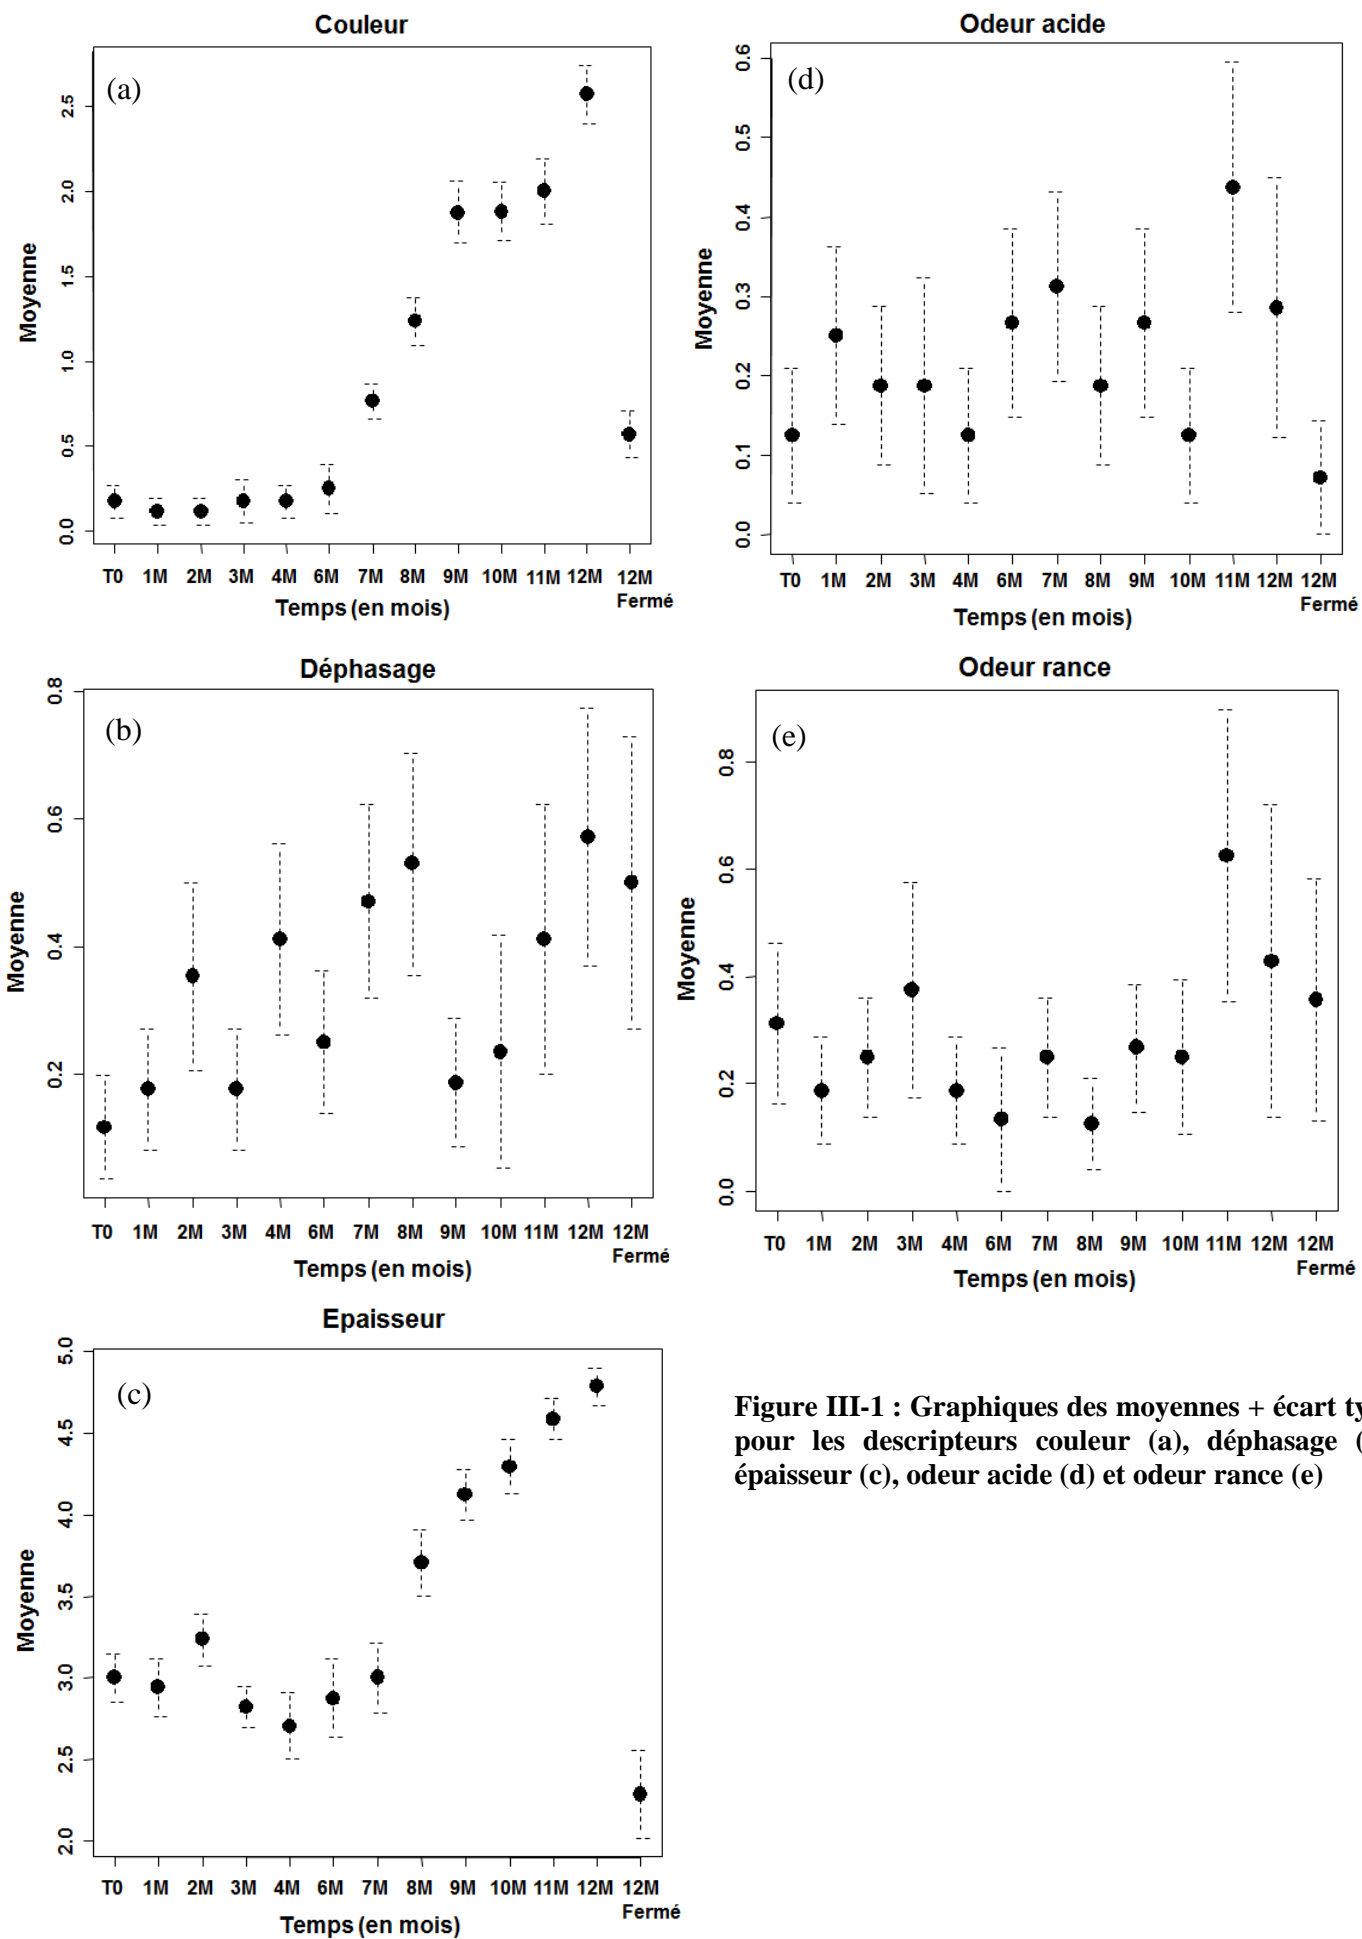 Couleur
(a)
Moyenne
0.0 0.5 1.0 1.5 2.0 2.5
T0 1M 2M 3M 4M 6M 7M 8M 9M 10M 11M 12M 12M
Fermé
Temps (en mois)
Odeur acide
(d)
Moyenne
0.0 0.1 0.2 0.3 0.4 0.5 0.6
T0 1M 2M 3M 4M 6M 7M 8M 9M 10M 11M 12M 12M
Fermé
Temps (en mois)
Déphasage
(b)
Moyenne
0.2 0.4 0.6 0.8
T0 1M 2M 3M 4M 6M 7M 8M 9M 10M 11M 12M 12M
Fermé
Temps (en mois)
Odeur rance
(e)
Moyenne
0.0 0.2 0.4 0.6 0.8
T0 1M 2M 3M 4M 6M 7M 8M 9M 10M 11M 12M 12M
Fermé
Temps (en mois)
Epaisseur
(c)
Moyenne
2.0 2.5 3.0 3.5 4.0 4.5 5.0
T0 1M 2M 3M 4M 6M 7M 8M 9M 10M 11M 12M 12M
Fermé
Temps (en mois)
Figure III-1 : Graphiques des moyennes + écart ty
pour les descripteurs couleur (a), déphasage (
épaisseur (c), odeur acide (d) et odeur rance (e)